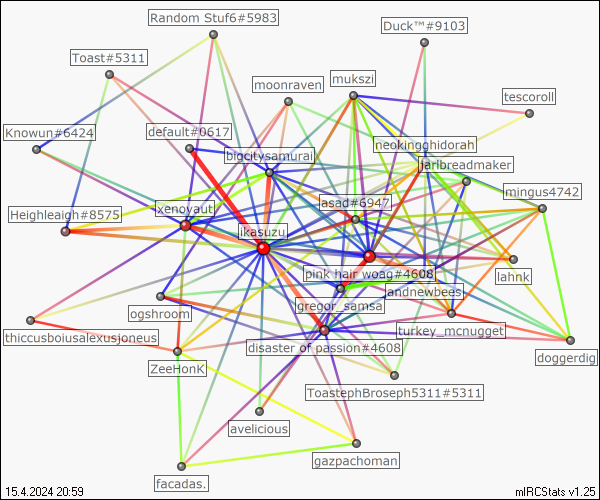 Random Stuf6#5983
Duck™#9103
Toast#5311
mukszi
moonraven
tescoroll
Knowun#6424
default#0617
neokingghidorah
bigcitysamurai
jarlbreadmaker
mingus4742
asad#6947
Heighleaigh#8575
xenoyaut
ikasuzu
pink hair woag#4608
lahnk
jandnewbees
gregor_samsa
ogshroom
turkey_mcnugget
thiccusboiusalexusjoneus
disaster of passion#4608
doggerdig
ZeeHonK
ToastephBroseph5311#5311
avelicious
gazpachoman
facadas.
15.4.2024 20:59
mIRCStats v1.25